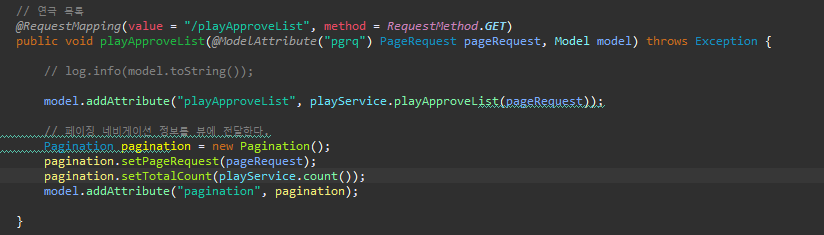 // 연극 목록
@RequestMapping(value = "/playApproveList", method = RequestMethod.GET)
public void playApproveList(@ModelAttribute("pgrq") PageRequest pageRequest, Model model) throws Exception {
// log.info(model.toString());
model.addAttribute("playApproveList", playService.playApproveList(pageRequest));
// 페이징 네비게이션 정보를 뷰에 전달한다.
Pagination pagination = new Pagination();
pagination.setPageRequest(pageRequest);
pagination.setTotalCount(playService.count());
model.addAttribute("pagination", pagination);
}